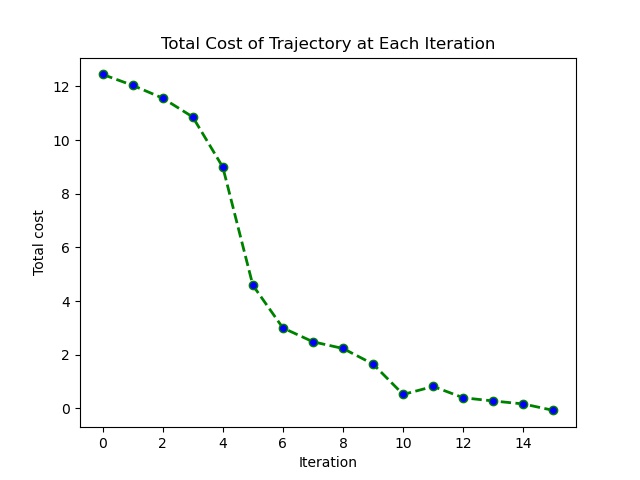 Total Cost of Trajectory at Each Iteration
12
10
8
6
4
2
0
Total cost
0 2 4 6 8 10 12 14
Iteration